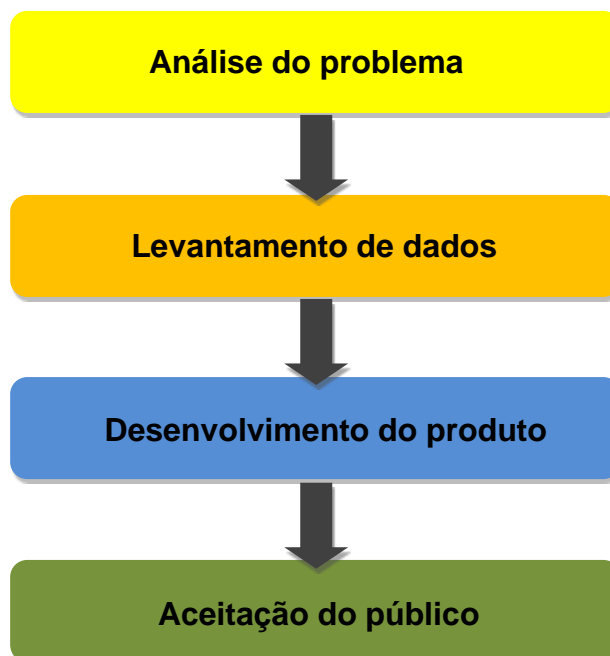 Análise do problema
Levantamento de dados
Desenvolvimento do produto
Aceitação do público